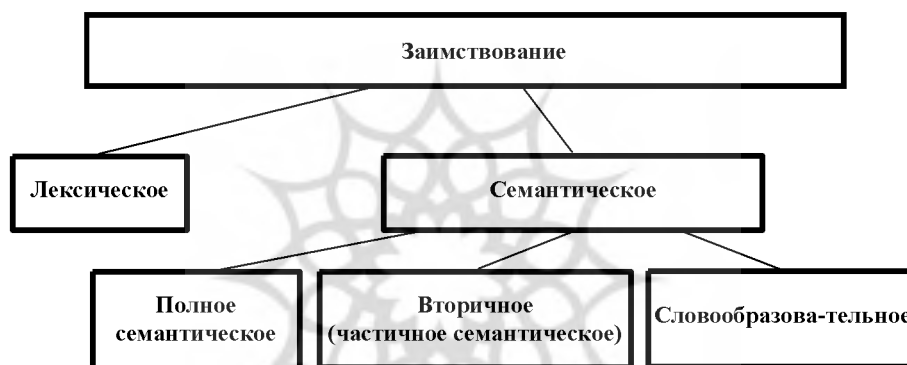 Заимствование
Лексическое
Семантическое
Полное
семантическое
Вторичное
(частичное семантическое)
Словообразова-тельное